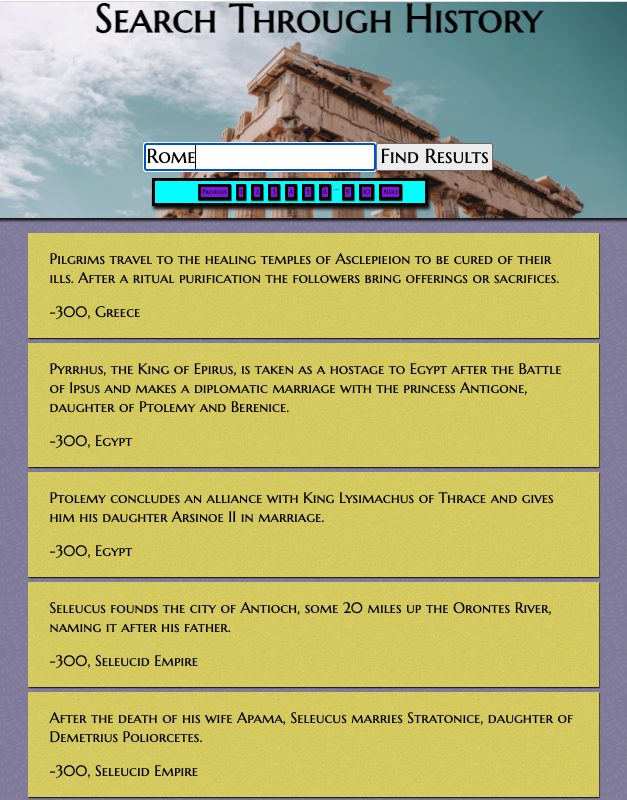 Search Through History
Rome
Find Results
Previous 1 2 3 4 5 6 ... 9 10 Next
Pilgrims travel to the healing temples of Asclepieion to be cured of their
ills. After a ritual purification the followers bring offerings or sacrifices.
-300, Greece
Pyrrhus, the King of Epirus, is taken as a hostage to Egypt after the Battle
of Ipsus and makes a diplomatic marriage with the princess Antigone,
daughter of Ptolemy and Berenice.
-300, Egypt
Ptolemy concludes an alliance with King Lysimachus of Thrace and gives
him his daughter Arsinoe II in marriage.
-300, Egypt
Seleucus founds the city of Antioch, some 20 miles up the Orontes River,
naming it after his father.
-300, Seleucid Empire
After the death of his wife Apama, Seleucus marries Stratonice, daughter of
Demetrius Poliorcetes.
-300, Seleucid Empire